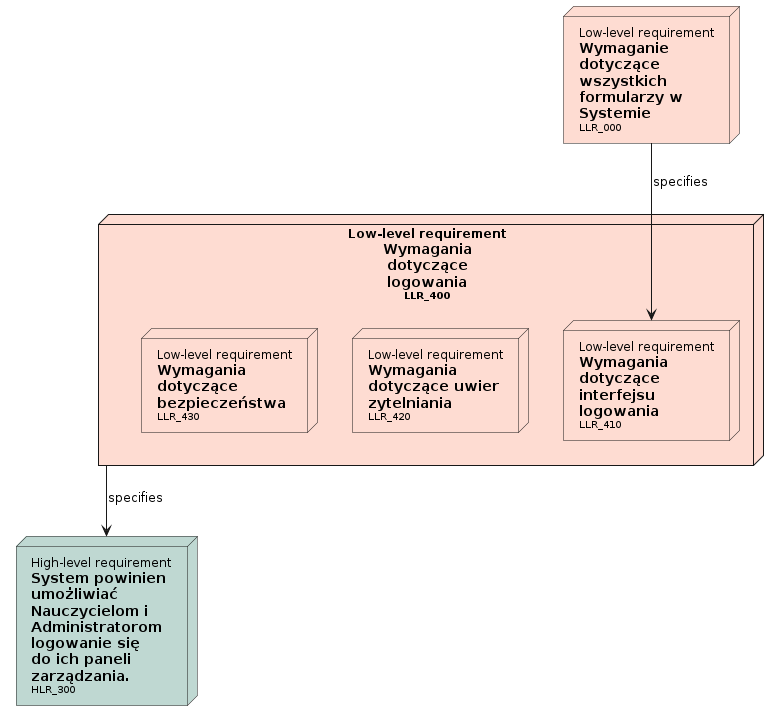 Low-level requirement
Wymaganie
dotyczące
wszystkich
formularzy w
Systemie
LLR_000
specifies
Low-level requirement
Wymagania
dotyczące
logowania
LLR_400
Low-level requirement
Wymagania
dotyczące
bezpieczeństwa
LLR_430
Low-level requirement
Wymagania
dotyczące uwier
zytelniania
LLR_420
Low-level requirement
Wymagania
dotyczące
interfejsu
logowania
LLR_410
specifies
High-level requirement
System powinien
umożliwiać
Nauczycielom i
Administratorom
logowanie się
do ich paneli
zarządzania.
HLR_300